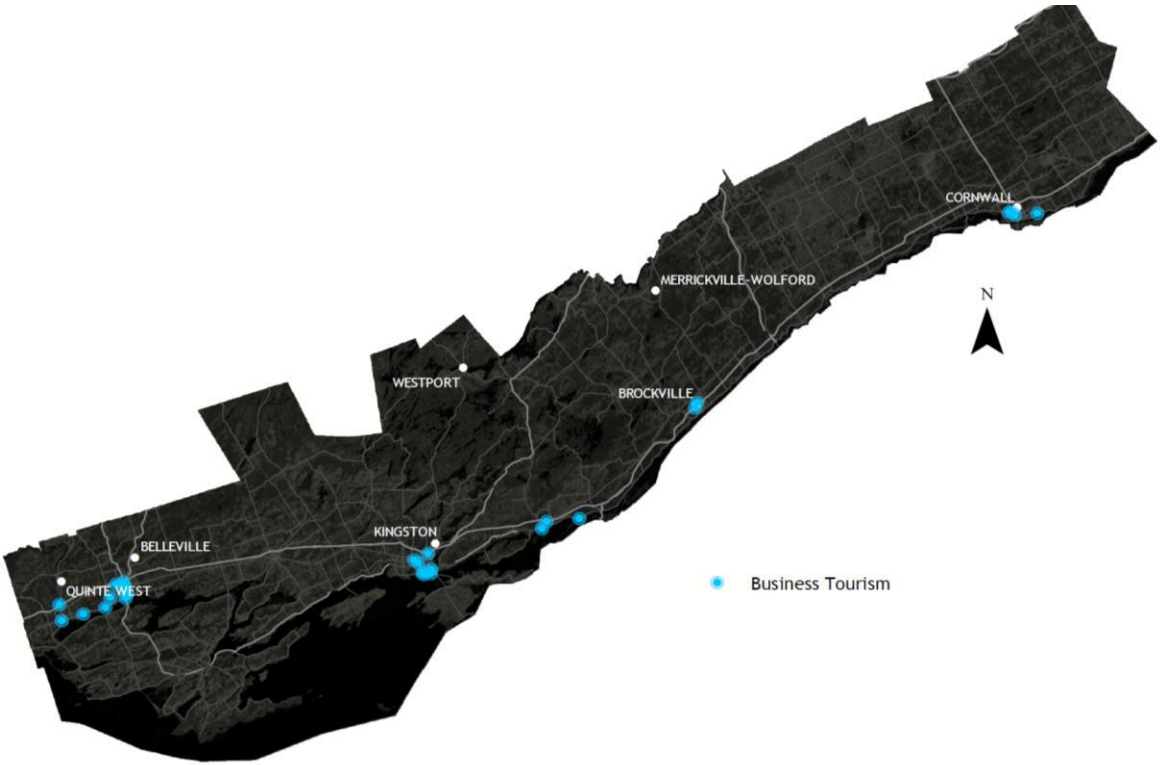 CORNWALL
MERRICKVILLE-WOLFORD
N
WESTPORT
BROCKVILLE
KINGSTON
BELLEVILLE
QUINTE WEST
Business Tourism